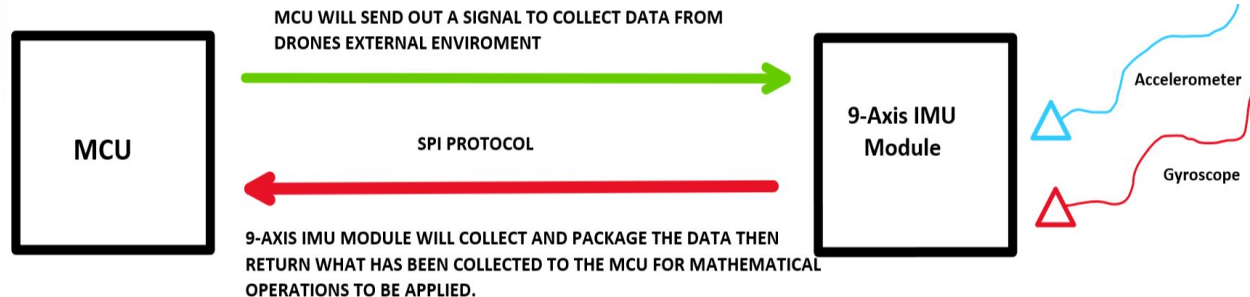 MCU WILL SEND OUT A SIGNAL TO COLLECT DATA FROM
DRONES EXTERNAL ENVIROMENT
MCU
SPI PROTOCOL
9-Axis IMU
Module
Accelerometer
Gyroscope
9-AXIS IMU MODULE WILL COLLECT AND PACKAGE THE DATA THEN
RETURN WHAT HAS BEEN COLLECTED TO THE MCU FOR MATHEMATICAL
OPERATIONS TO BE APPLIED.